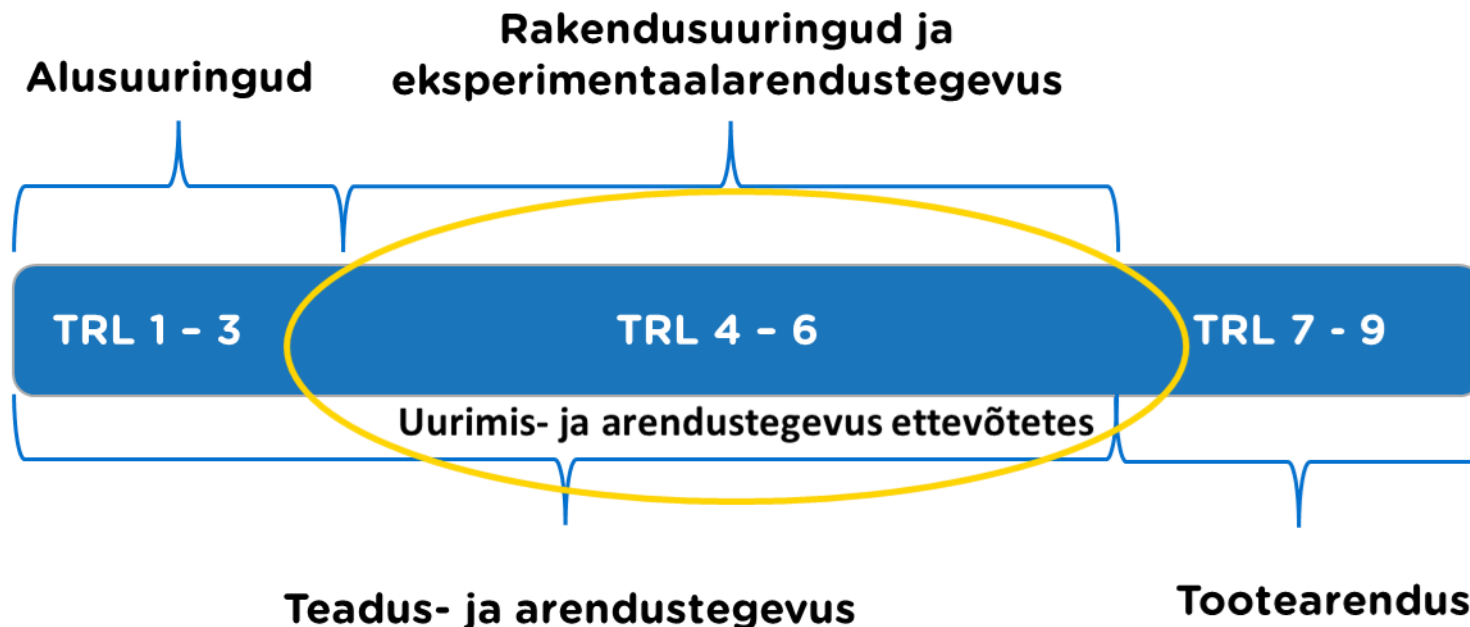 Alusuuringud
Rakendusuuringud ja
eksperimentaalarendustegevus
TRL 1 – 3
TRL 4 – 6
TRL 7 - 9
Uurimis- ja arendustegevus ettevõtetes
Teadus- ja arendustegevus
Tootearendus